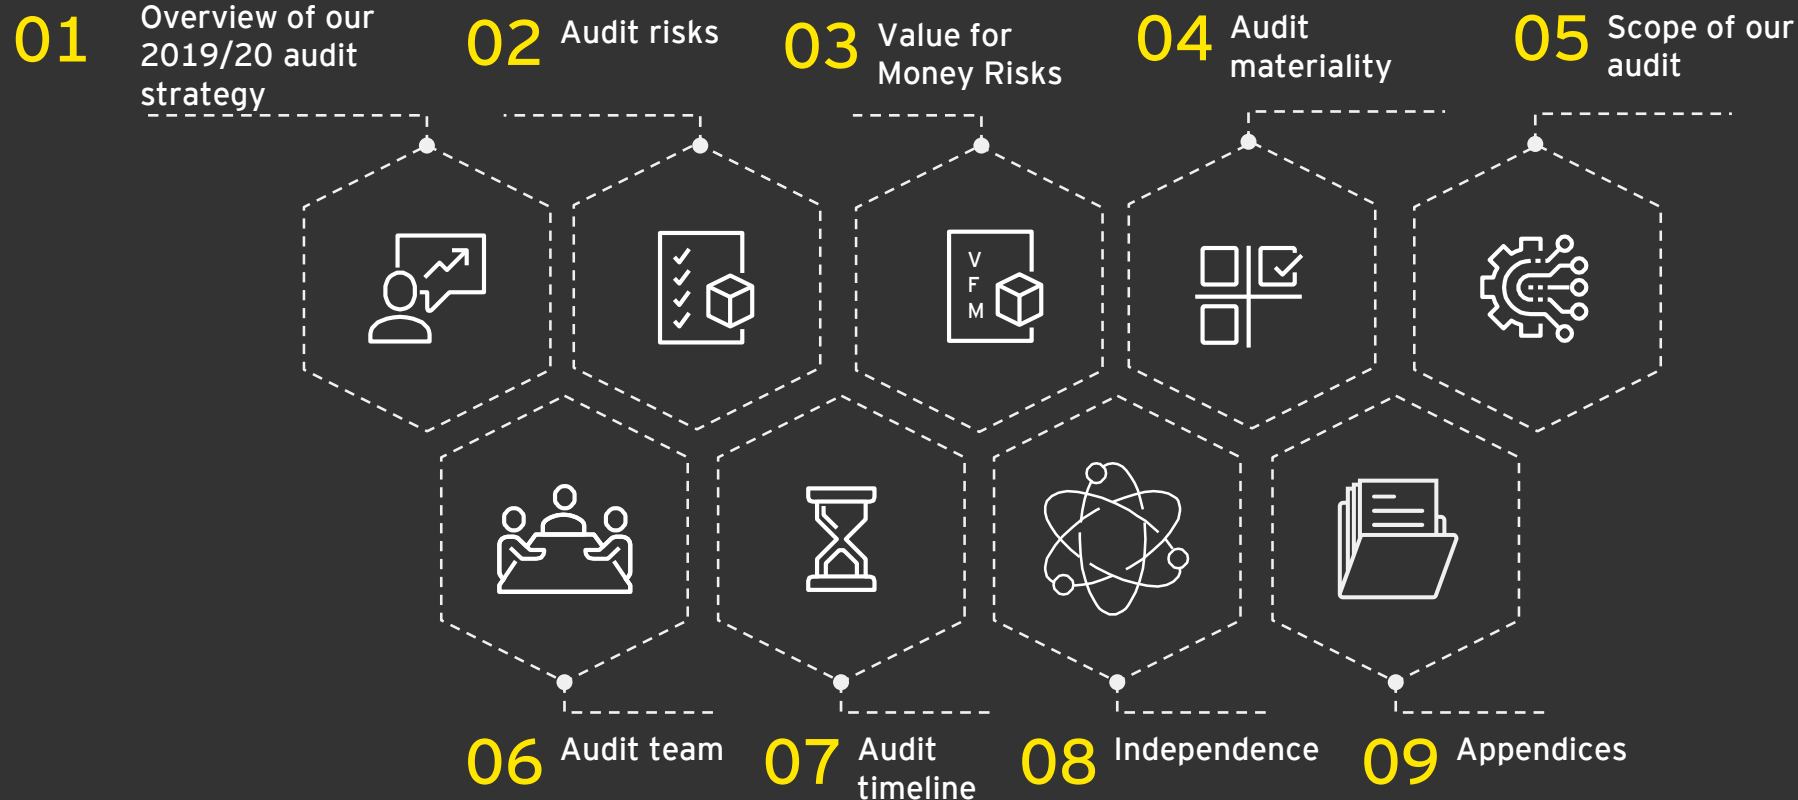 01
Overview of our
2019/20 audit
strategy
02
Audit risks
03
Value for
Money Risks
04
Audit
materiality
05
Scope of our
audit
V
F
M
06
Audit team
07
Audit
timeline
08
Independence
09
Appendices